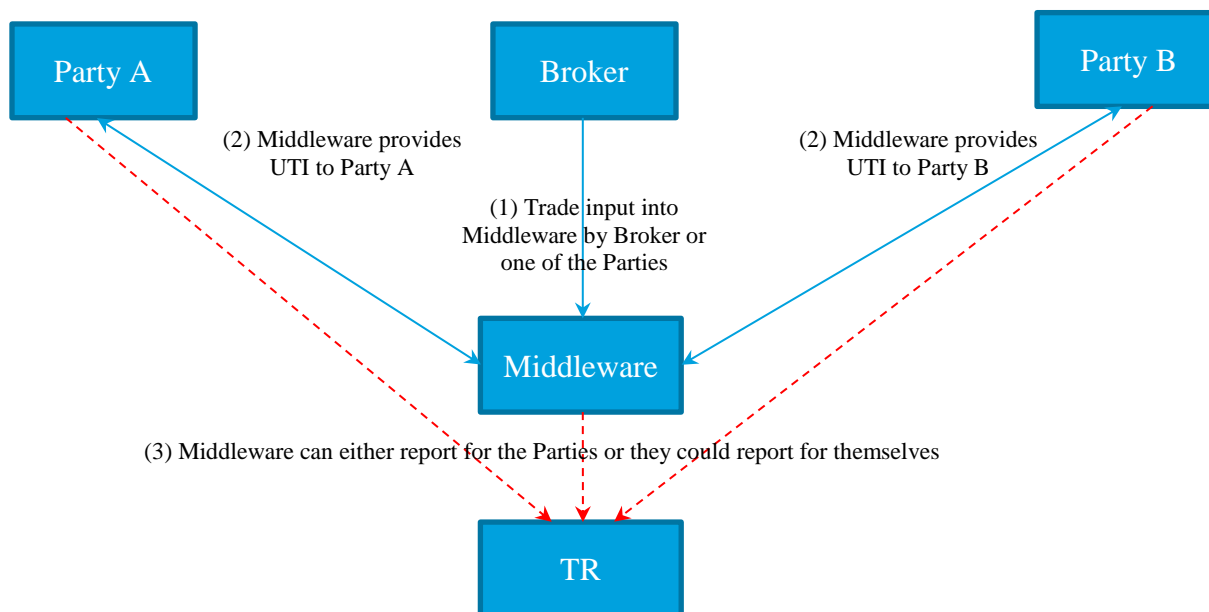 Party A
Broker
Party B
(2) Middleware provides
UTI to Party A
(2) Middleware provides
UTI to Party B
(1) Trade input into
Middleware by Broker or
one of the Parties
Middleware
(3) Middleware can either report for the Parties or they could report for themselves
TR